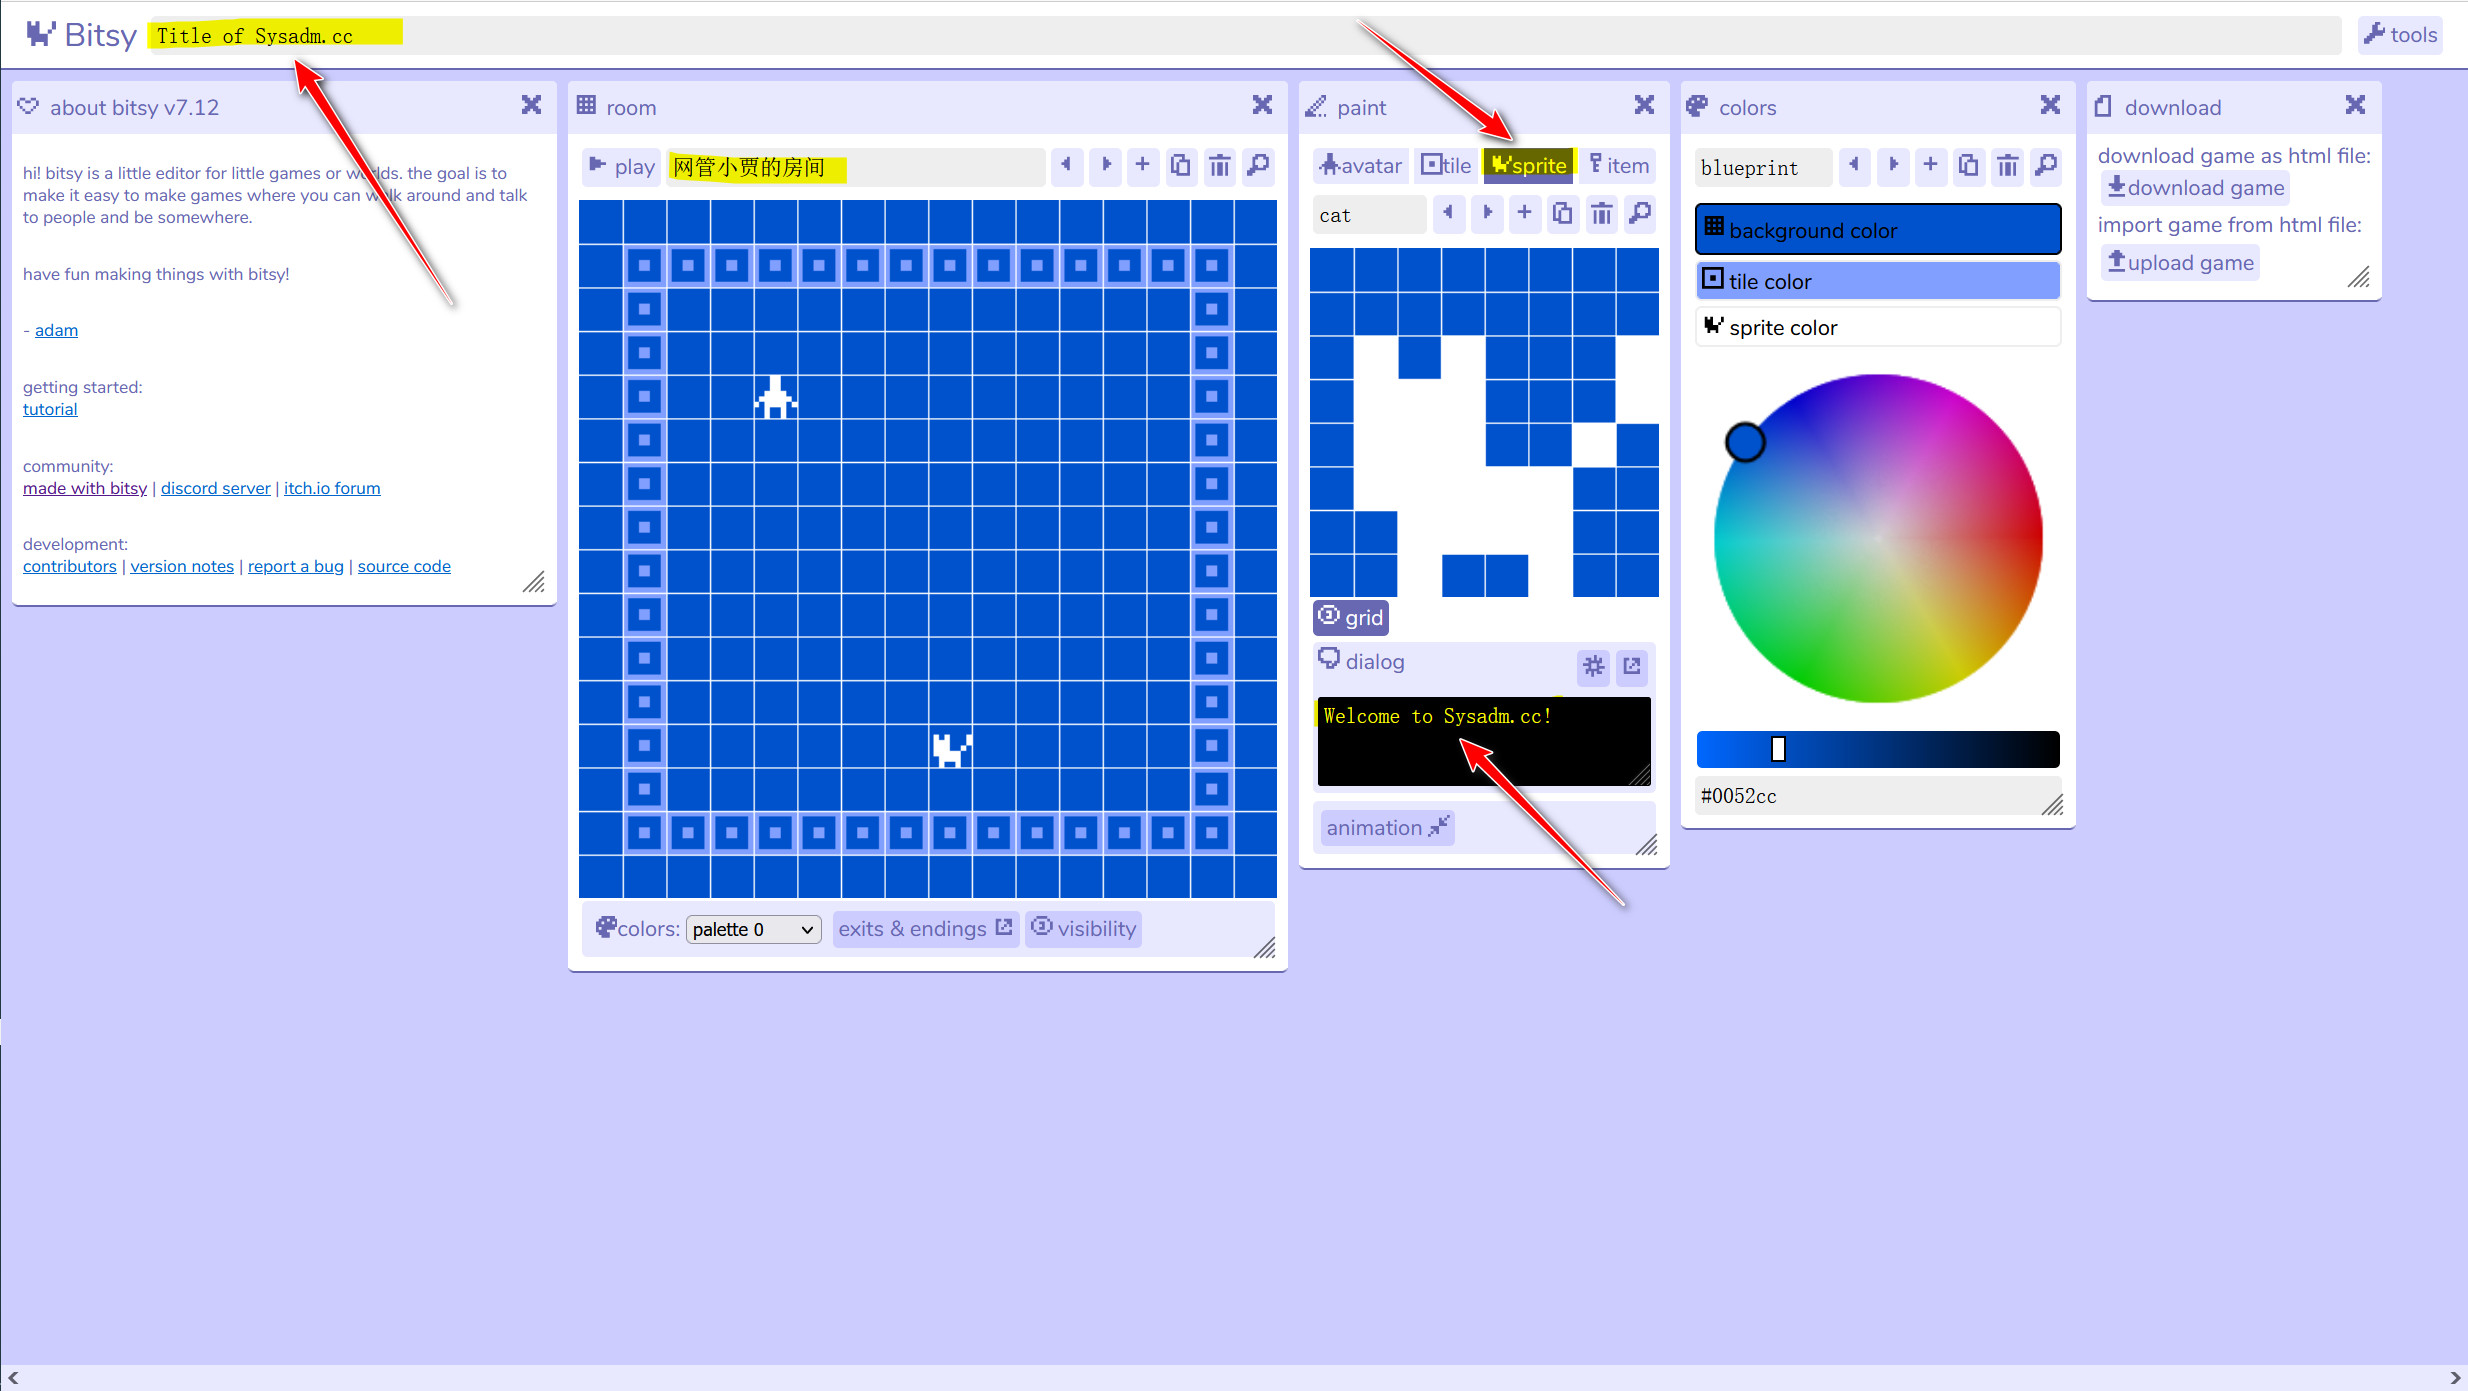 Bitsy
Title of Sysadm.cc
tools
about bitsy v7.12
hi! bitsy is a little editor for little games or worlds. the goal is to
make it easy to make games where you can walk around and talk
to people and be somewhere.
have fun making things with bitsy!
- adam
getting started:
tutorial
community:
made with bitsy | discord server | itch.io forum
development:
contributors | version notes | report a bug | source code
room
play
网管小贾的房间
colors: palette 0
exits & endings
visibility
paint
avatar
tile
sprite
item
cat
grid
dialog
Welcome to Sysadm.cc!
animation
colors
blueprint
background color
tile color
sprite color
#0052cc
download
download game as html file:
download game
import game from html file:
upload game